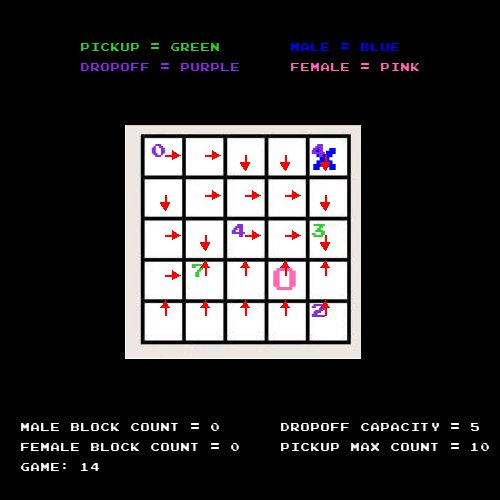 PICKUP = GREEN MALE = BLUE
DROPOFF = PURPLE FEMALE = PINK
0 4
4 3
7
2
MALE BLOCK COUNT = 0 DROPOFF CAPACITY = 5
FEMALE BLOCK COUNT = 0 PICKUP MAX COUNT = 10
GAME: 14